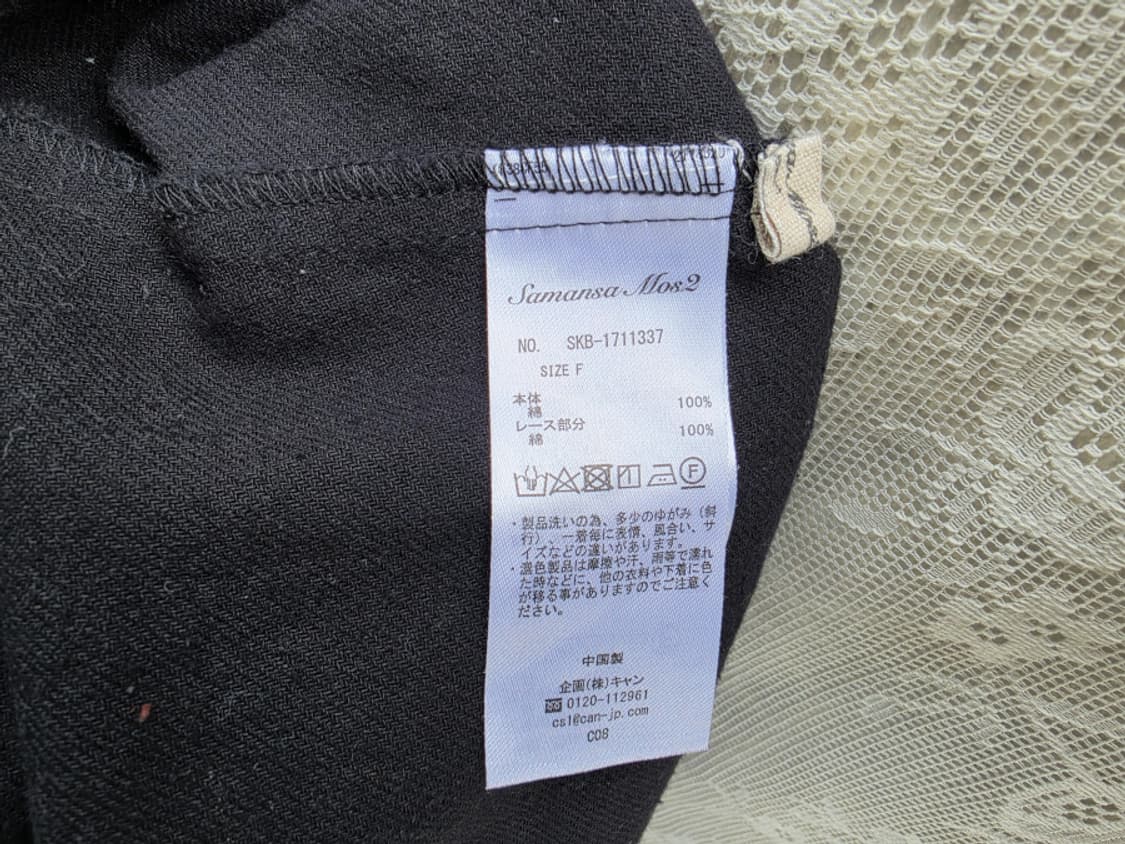 Samansa Mos2
NO. SKB-1711337
SIZE F
本体
綿 100%
レース部分
綿 100%
F
・製品洗いの為、多少のゆがみ（斜
行）、一着毎に表情、風合い、サ
イズなどの違いがあります。
・濃色製品は摩擦や汗、雨等で濡れ
た時などに、他の衣料や下着に色
が移る事がありますのでご注意く
ださい。
中国製
企画(株)キャン
0120-112961
cs1@can-jp.com
C08